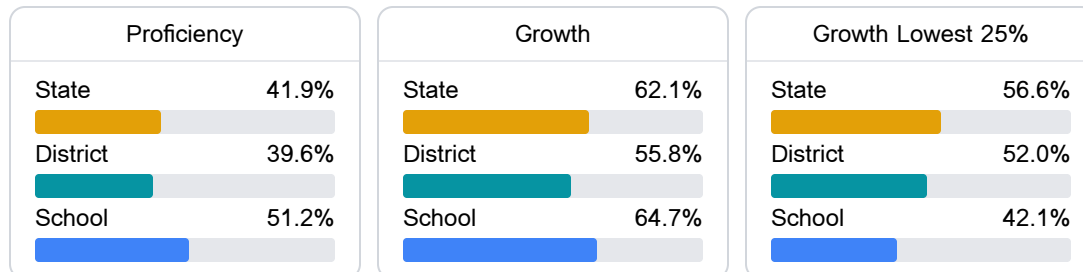 Proficiency
State 41.9%
District 39.6%
School 51.2%
Growth
State 62.1%
District 55.8%
School 64.7%
Growth Lowest 25%
State 56.6%
District 52.0%
School 42.1%